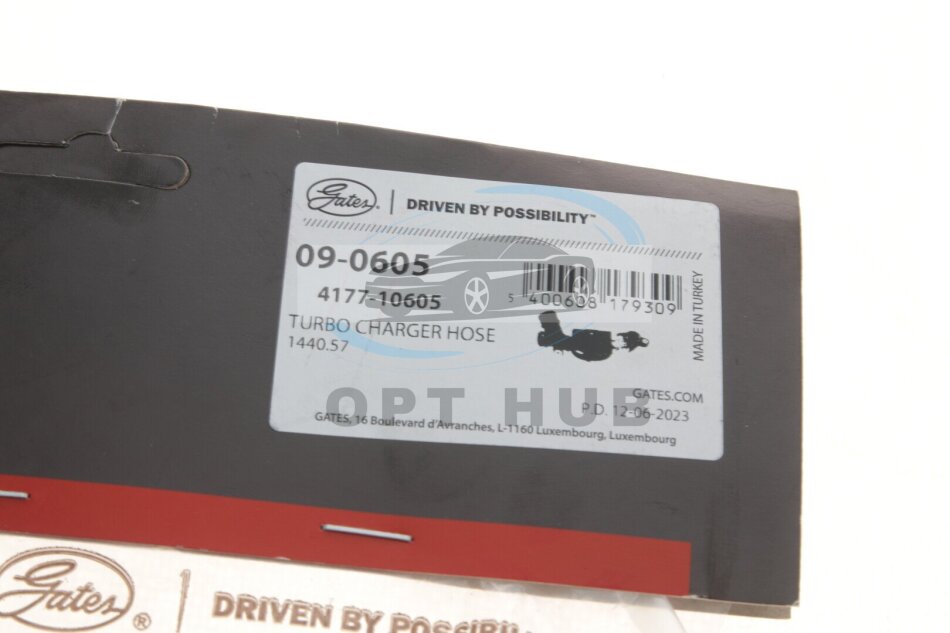 Gates® | DRIVEN BY POSSIBILITY™
09-0605
4177-10605
TURBO CHARGER HOSE
1440.57
5 400608 179309
MADE IN TURKEY
OPT HUB
GATES.COM
P.D. 12-06-2023
GATES, 16 Boulevard d'Avranches, L-1160 Luxembourg, Luxembourg
Gates® | DRIVEN BY POSSIBILITY